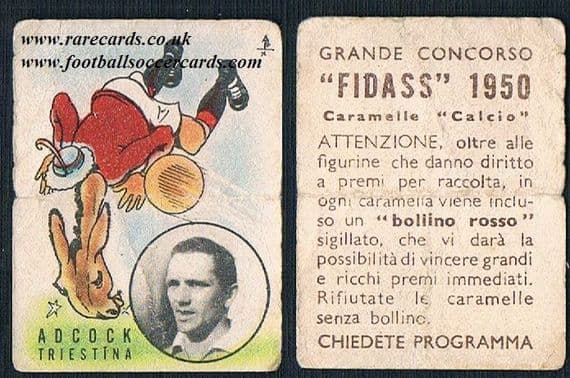 www.rarecards.co.uk
www.footballsoccercards.com
ADCOCK
TRIESTINA
GRANDE CONCORSO
"FIDASS" 1950
Caramelle "Calcio"
ATTENZIONE, oltre alle
figurine che danno diritto
a premi per raccolta, in
ogni caramella viene inclu-
so un "bollino rosso"
sigillato, che vi darà la
possibilità di vincere grandi
e ricchi premi immediati.
Rifiutate le caramelle
senza bollino.
CHIEDETE PROGRAMMA